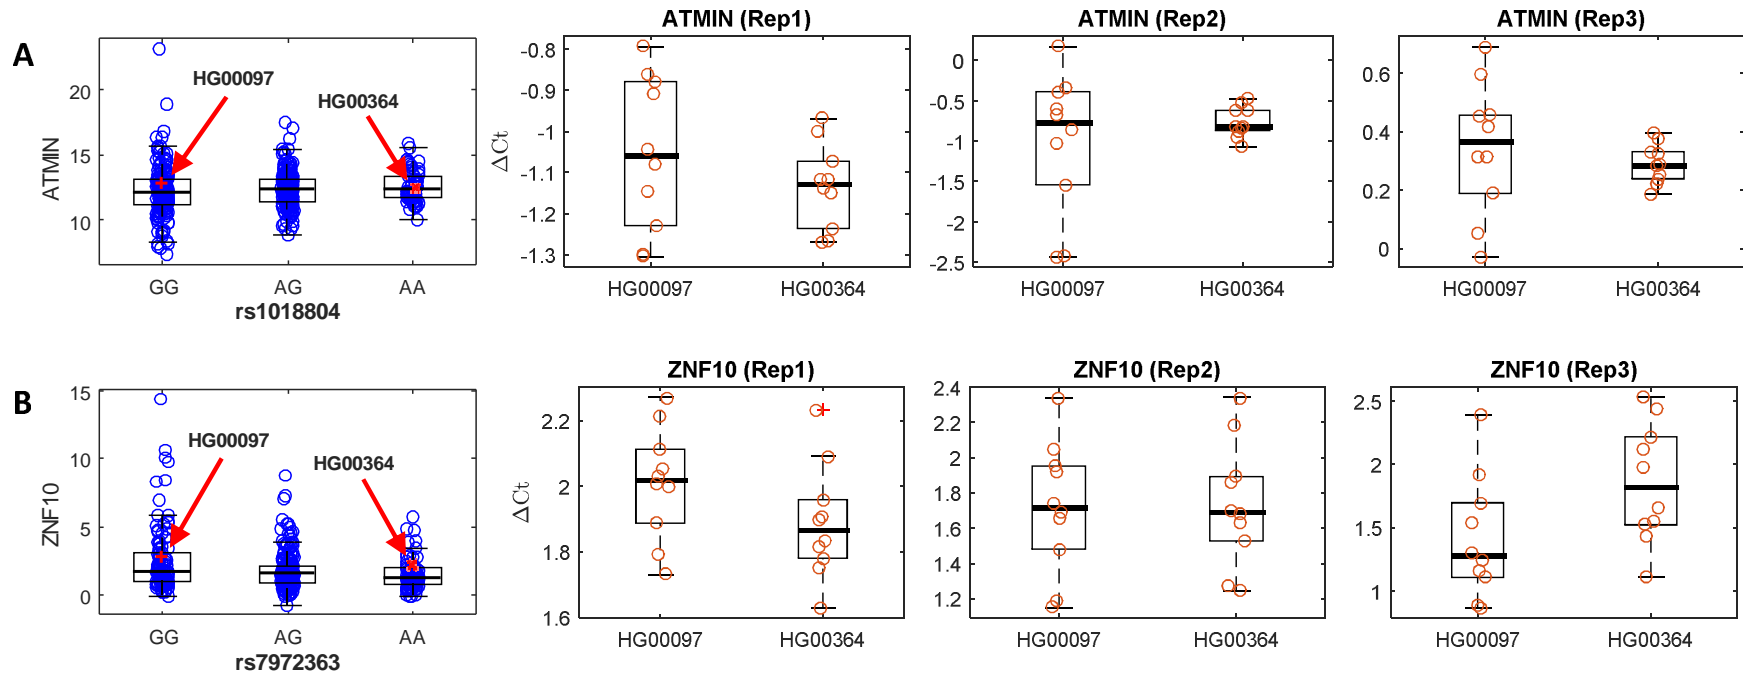 A
ATMIN
20
15
10
HG00097
HG00364
GG AG AA
rs1018804
ATMIN (Rep1)
ΔCt
-0.8
-0.9
-1
-1.1
-1.2
-1.3
HG00097 HG00364
ATMIN (Rep2)
0
-0.5
-1
-1.5
-2
-2.5
HG00097 HG00364
ATMIN (Rep3)
0.6
0.4
0.2
0
HG00097 HG00364
B
ZNF10
15
10
5
0
HG00097
HG00364
GG AG AA
rs7972363
ZNF10 (Rep1)
ΔCt
2.2
2
1.8
1.6
HG00097 HG00364
ZNF10 (Rep2)
2.4
2.2
2
1.8
1.6
1.4
1.2
HG00097 HG00364
ZNF10 (Rep3)
2.5
2
1.5
1
HG00097 HG00364